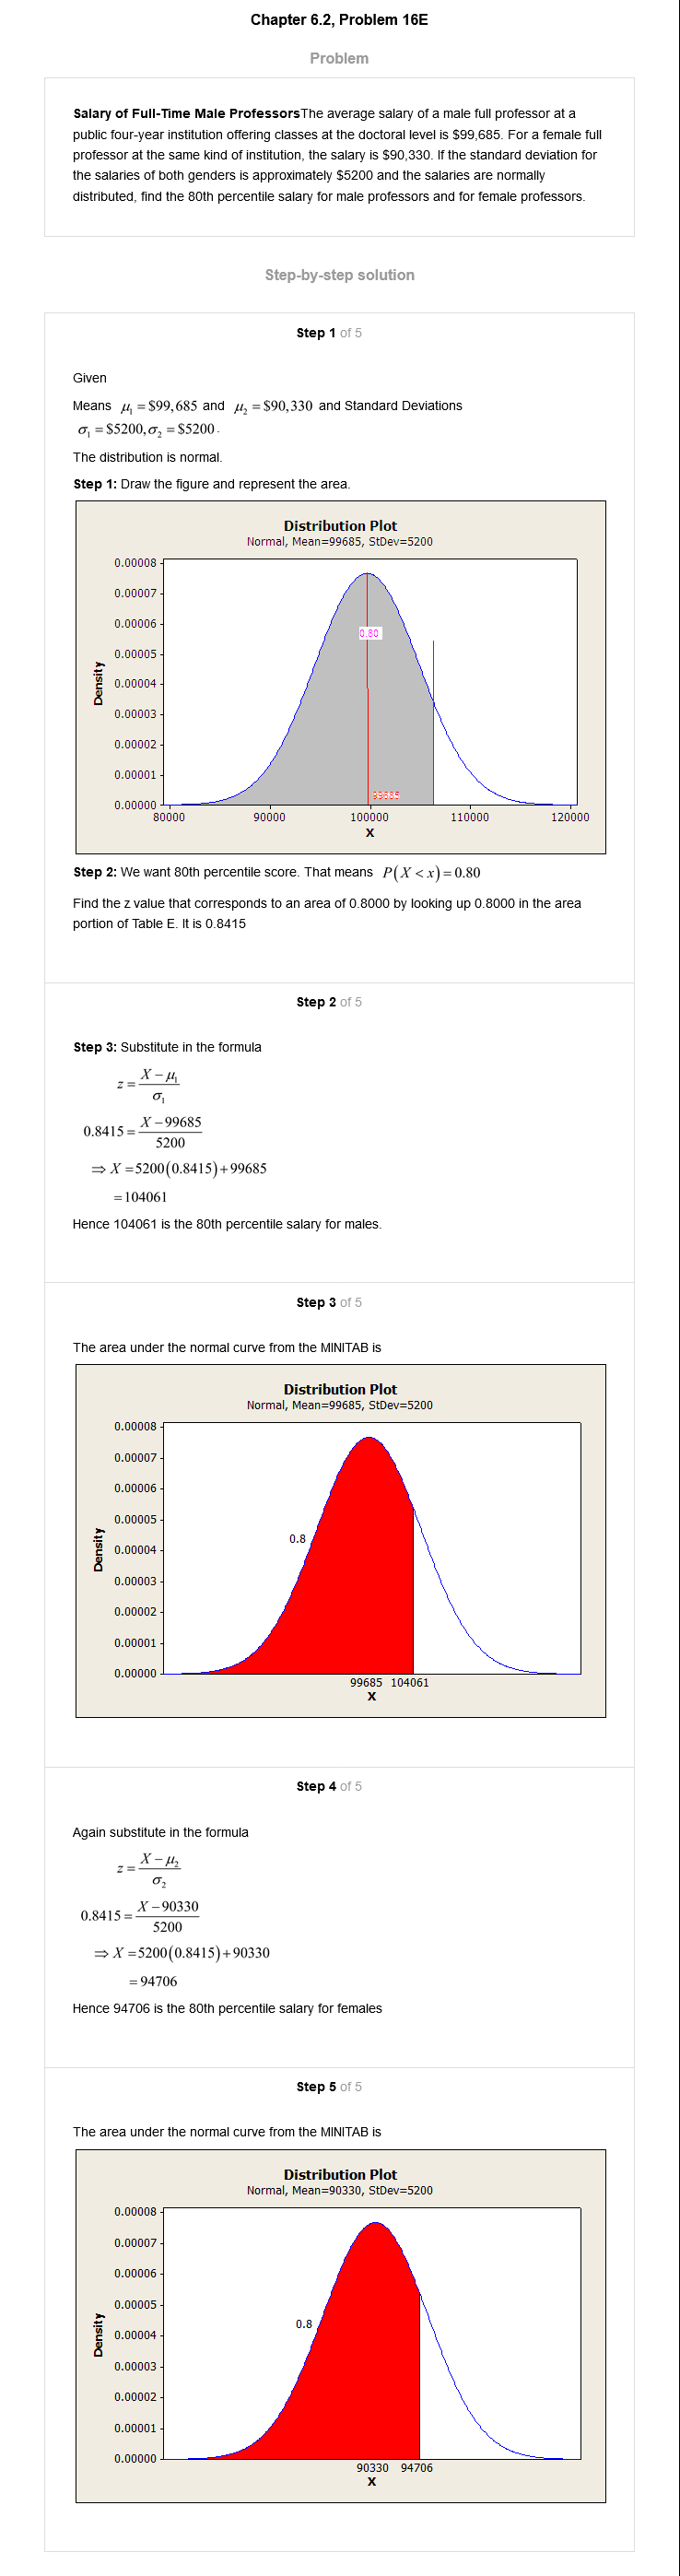 Chapter 6.2, Problem 16E
Problem
Salary of Full-Time Male ProfessorsThe average salary of a male full professor at a
public four-year institution offering classes at the doctoral level is $99,685. For a female full
professor at the same kind of institution, the salary is $90,330. If the standard deviation for
the salaries of both genders is approximately $5200 and the salaries are normally
distributed, find the 80th percentile salary for male professors and for female professors.
Step-by-step solution
Step 1 of 5
Given
Means μ₁ = $99,685 and μ₂ = $90,330 and Standard Deviations
σ₁ = $5200, σ₂ = $5200.
The distribution is normal.
Step 1: Draw the figure and represent the area.
Distribution Plot
Normal, Mean=99685, StDev=5200
0.00008
0.00007
0.00006
0.80
0.00005
0.00004
Density
0.00003
0.00002
0.00001
99685
0.00000
80000 90000 100000 110000 120000
X
Step 2: We want 80th percentile score. That means P(X < x) = 0.80
Find the z value that corresponds to an area of 0.8000 by looking up 0.8000 in the area
portion of Table E. It is 0.8415
Step 2 of 5
Step 3: Substitute in the formula
z = (X − μ₁)/σ₁
0.8415 = (X − 99685)/5200
⇒ X = 5200(0.8415) + 99685
= 104061
Hence 104061 is the 80th percentile salary for males.
Step 3 of 5
The area under the normal curve from the MINITAB is
Distribution Plot
Normal, Mean=99685, StDev=5200
0.00008
0.00007
0.00006
0.00005
0.8
0.00004
Density
0.00003
0.00002
0.00001
0.00000
99685 104061
X
Step 4 of 5
Again substitute in the formula
z = (X − μ₂)/σ₂
0.8415 = (X − 90330)/5200
⇒ X = 5200(0.8415) + 90330
= 94706
Hence 94706 is the 80th percentile salary for females
Step 5 of 5
The area under the normal curve from the MINITAB is
Distribution Plot
Normal, Mean=90330, StDev=5200
0.00008
0.00007
0.00006
0.00005
0.8
0.00004
Density
0.00003
0.00002
0.00001
0.00000
90330 94706
X